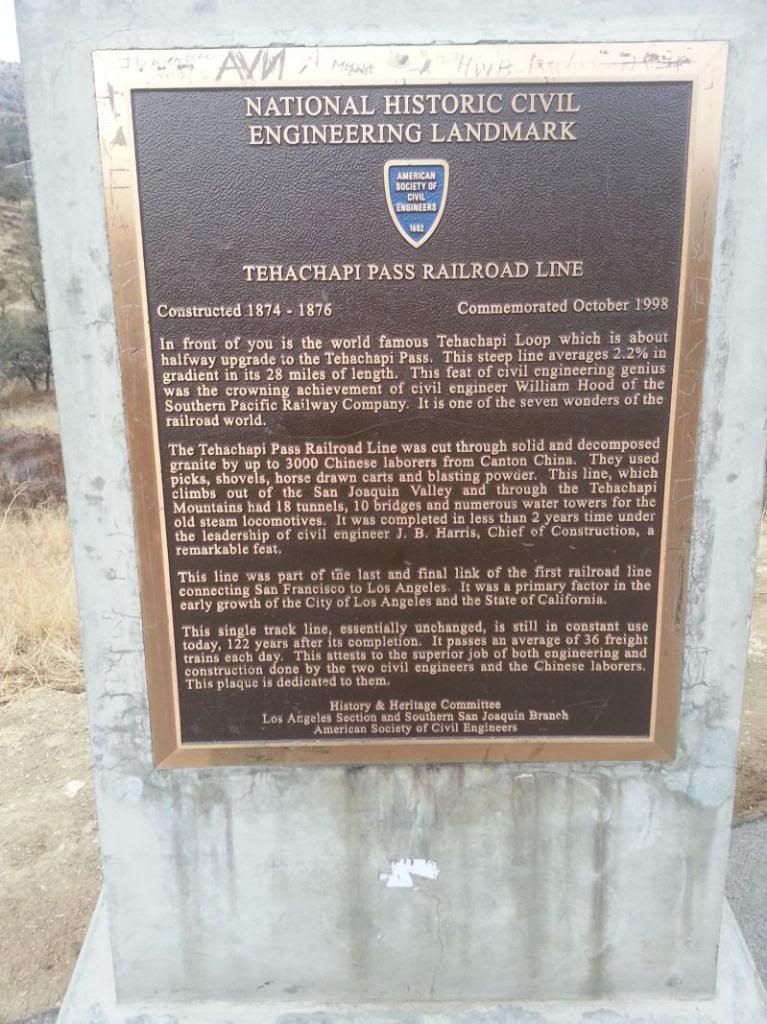 AVN
HWB
NATIONAL HISTORIC CIVIL
ENGINEERING LANDMARK
AMERICAN
SOCIETY OF
CIVIL
ENGINEERS
1852
TEHACHAPI PASS RAILROAD LINE
Constructed 1874 - 1876 Commemorated October 1998
In front of you is the world famous Tehachapi Loop which is about
halfway upgrade to the Tehachapi Pass. This steep line averages 2.2% in
gradient in its 28 miles of length. This feat of civil engineering genius
was the crowning achievement of civil engineer William Hood of the
Southern Pacific Railway Company. It is one of the seven wonders of the
railroad world.
The Tehachapi Pass Railroad Line was cut through solid and decomposed
granite by up to 3000 Chinese laborers from Canton China. They used
picks, shovels, horse drawn carts and blasting powder. This line, which
climbs out of the San Joaquin Valley and through the Tehachapi
Mountains had 18 tunnels, 10 bridges and numerous water towers for the
old steam locomotives. It was completed in less than 2 years time under
the leadership of civil engineer J. B. Harris, Chief of Construction, a
remarkable feat.
This line was part of the last and final link of the first railroad line
connecting San Francisco to Los Angeles. It was a primary factor in the
early growth of the City of Los Angeles and the State of California.
This single track line, essentially unchanged, is still in constant use
today, 122 years after its completion. It passes an average of 36 freight
trains each day. This attests to the superior job of both engineering and
construction done by the two civil engineers and the Chinese laborers.
This plaque is dedicated to them.
History & Heritage Committee
Los Angeles Section and Southern San Joaquin Branch
American Society of Civil Engineers